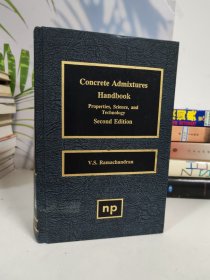 Concrete Admixtures
Handbook
Properties, Science, and
Technology
Second Edition
V.S. Ramachandran
np